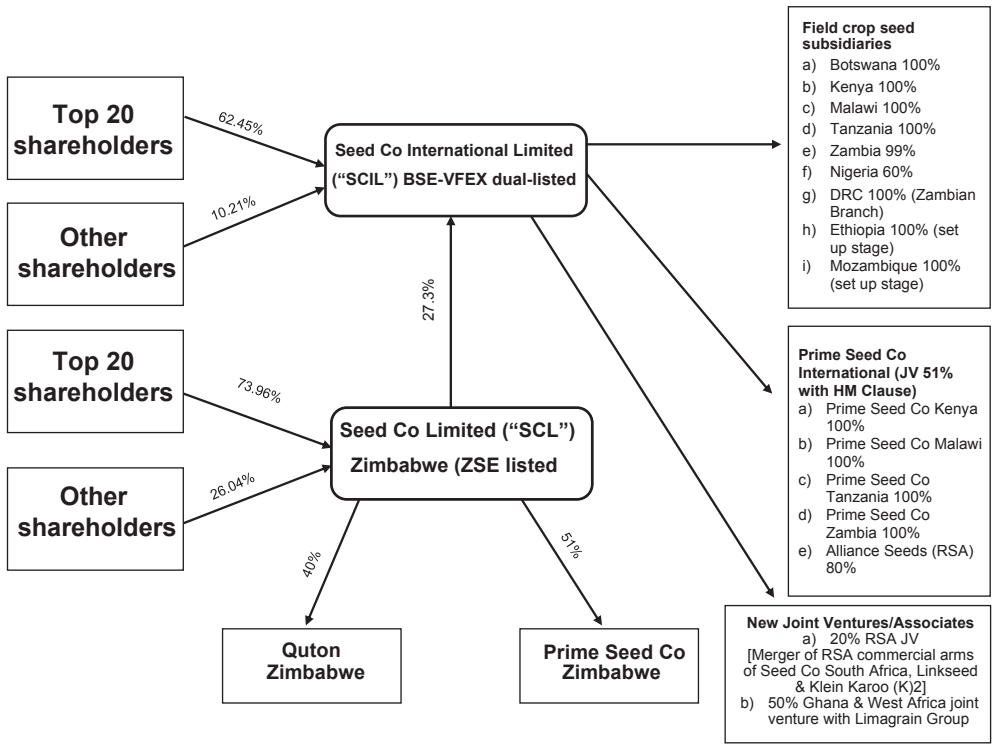 Top 20
shareholders
62.45%
Other
shareholders
10.21%
Seed Co International Limited
(“SCIL”) BSE-VFEX dual-listed
27.3%
Top 20
shareholders
73.96%
Other
shareholders
26.04%
Seed Co Limited (“SCL”)
Zimbabwe (ZSE listed
40%
51%
Quton
Zimbabwe
Prime Seed Co
Zimbabwe
Field crop seed
subsidiaries
a) Botswana 100%
b) Kenya 100%
c) Malawi 100%
d) Tanzania 100%
e) Zambia 99%
f) Nigeria 60%
g) DRC 100% (Zambian
Branch)
h) Ethiopia 100% (set
up stage)
i) Mozambique 100%
(set up stage)
Prime Seed Co
International (JV 51%
with HM Clause)
a) Prime Seed Co Kenya
100%
b) Prime Seed Co Malawi
100%
c) Prime Seed Co
Tanzania 100%
d) Prime Seed Co
Zambia 100%
e) Alliance Seeds (RSA)
80%
New Joint Ventures/Associates
a) 20% RSA JV
[Merger of RSA commercial arms
of Seed Co South Africa, Linkseed
& Klein Karoo (K)2]
b) 50% Ghana & West Africa joint
venture with Limagrain Group